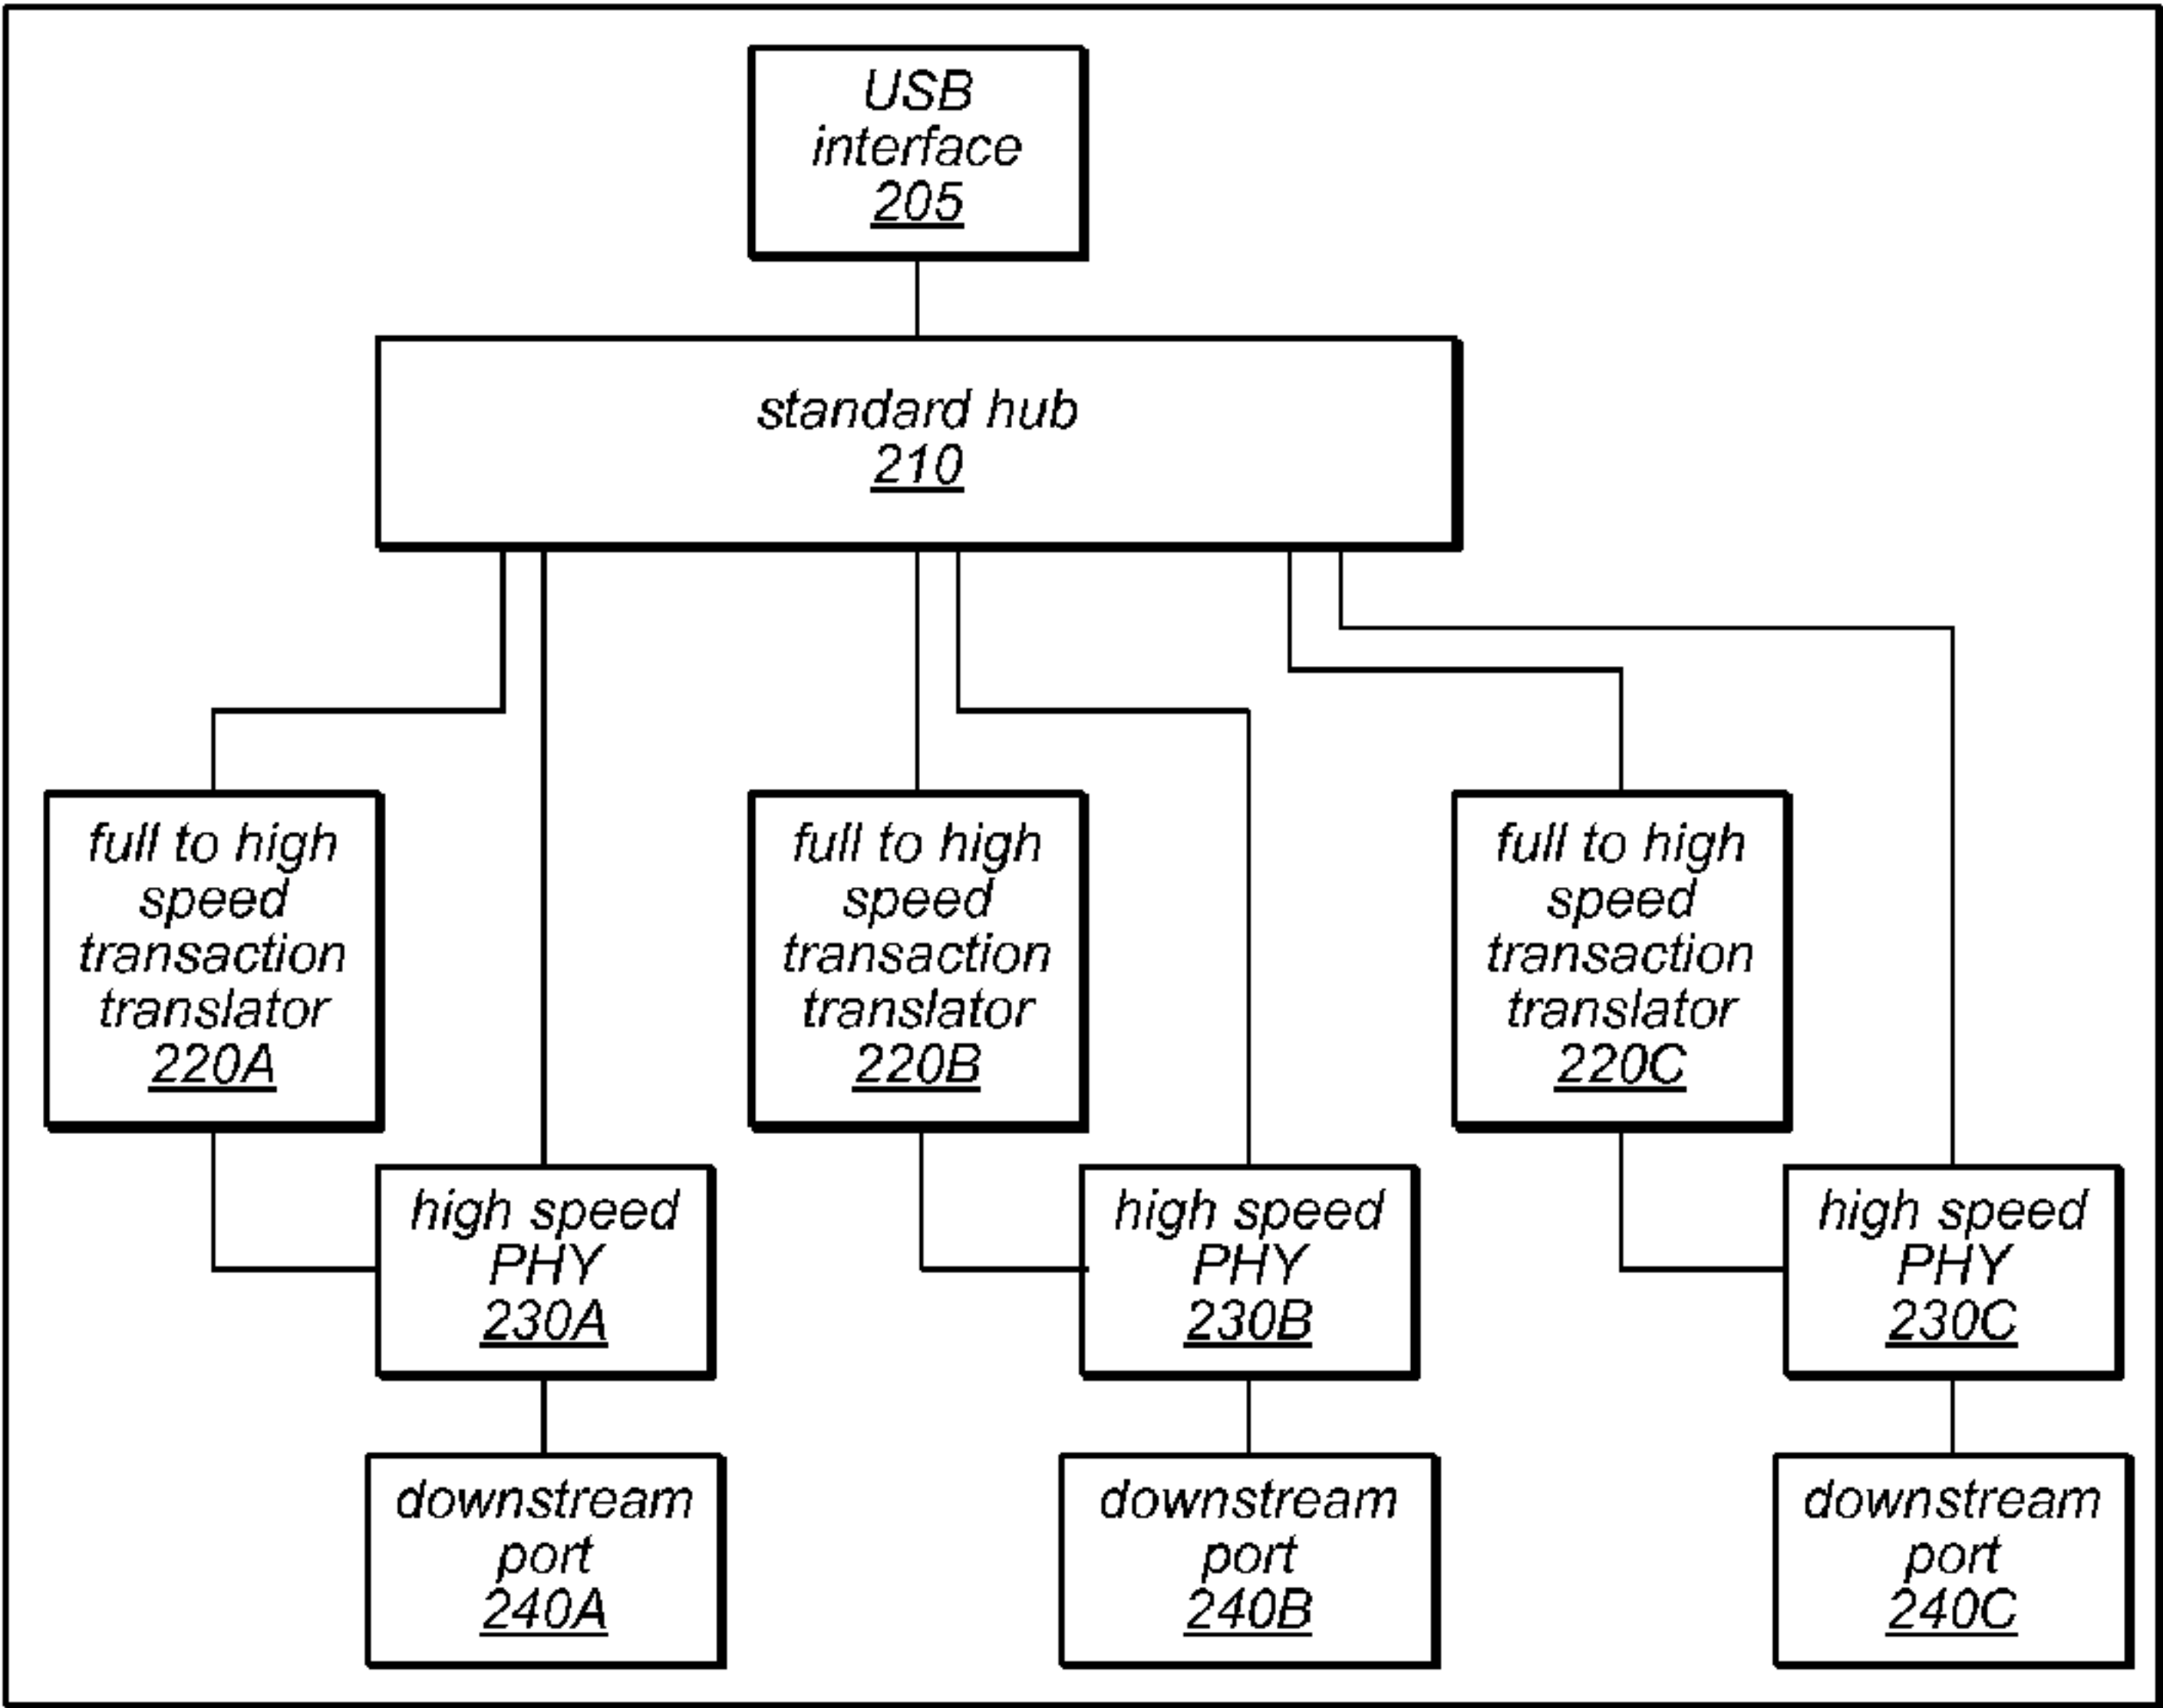 USB
interface
205
standard hub
210
full to high
speed
transaction
translator
220A
full to high
speed
transaction
translator
220B
full to high
speed
transaction
translator
220C
high speed
PHY
230A
high speed
PHY
230B
high speed
PHY
230C
downstream
port
240A
downstream
port
240B
downstream
port
240C